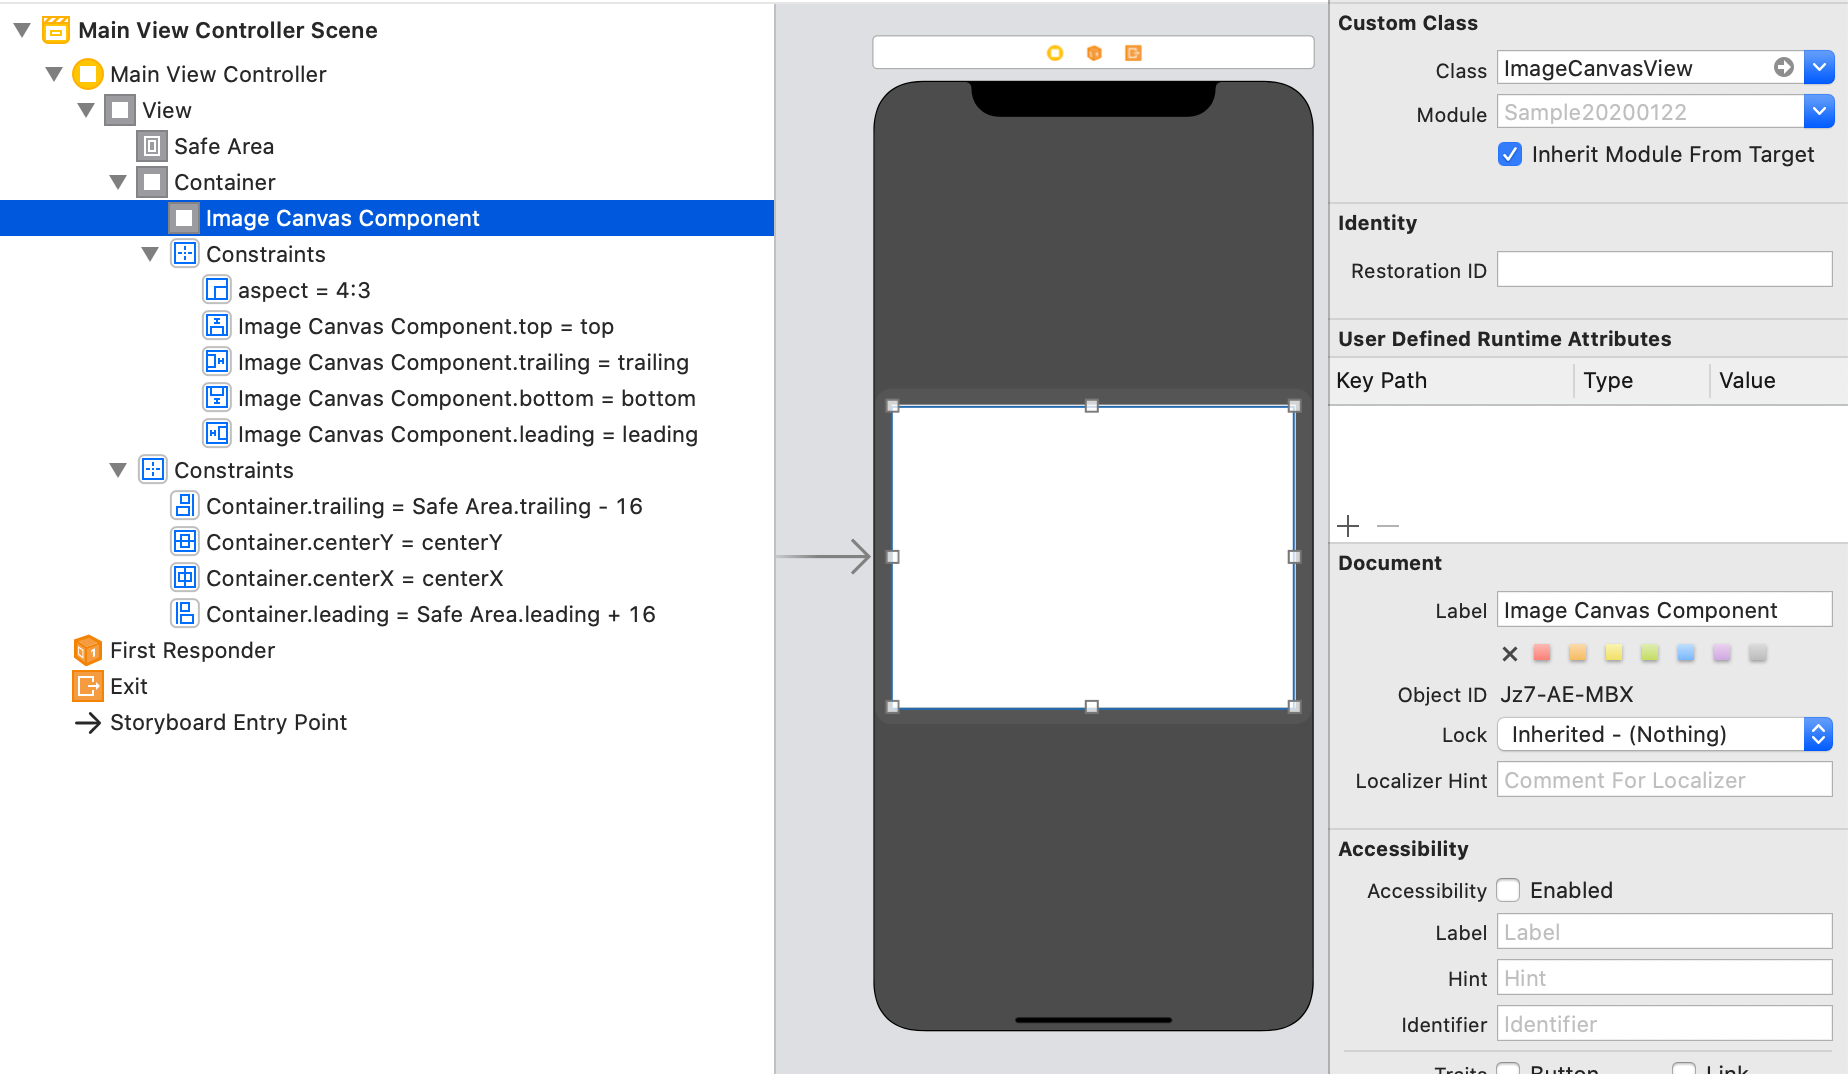 Main View Controller Scene
Main View Controller
View
Safe Area
Container
Image Canvas Component
Constraints
aspect = 4:3
Image Canvas Component.top = top
Image Canvas Component.trailing = trailing
Image Canvas Component.bottom = bottom
Image Canvas Component.leading = leading
Constraints
Container.trailing = Safe Area.trailing - 16
Container.centerY = centerY
Container.centerX = centerX
Container.leading = Safe Area.leading + 16
First Responder
Exit
Storyboard Entry Point
Custom Class
Class ImageCanvasView
Module Sample20200122
Inherit Module From Target
Identity
Restoration ID
User Defined Runtime Attributes
Key Path Type Value
Document
Label Image Canvas Component
Object ID Jz7-AE-MBX
Lock Inherited - (Nothing)
Localizer Hint Comment For Localizer
Accessibility
Accessibility Enabled
Label Label
Hint Hint
Identifier Identifier
Traits Button Link